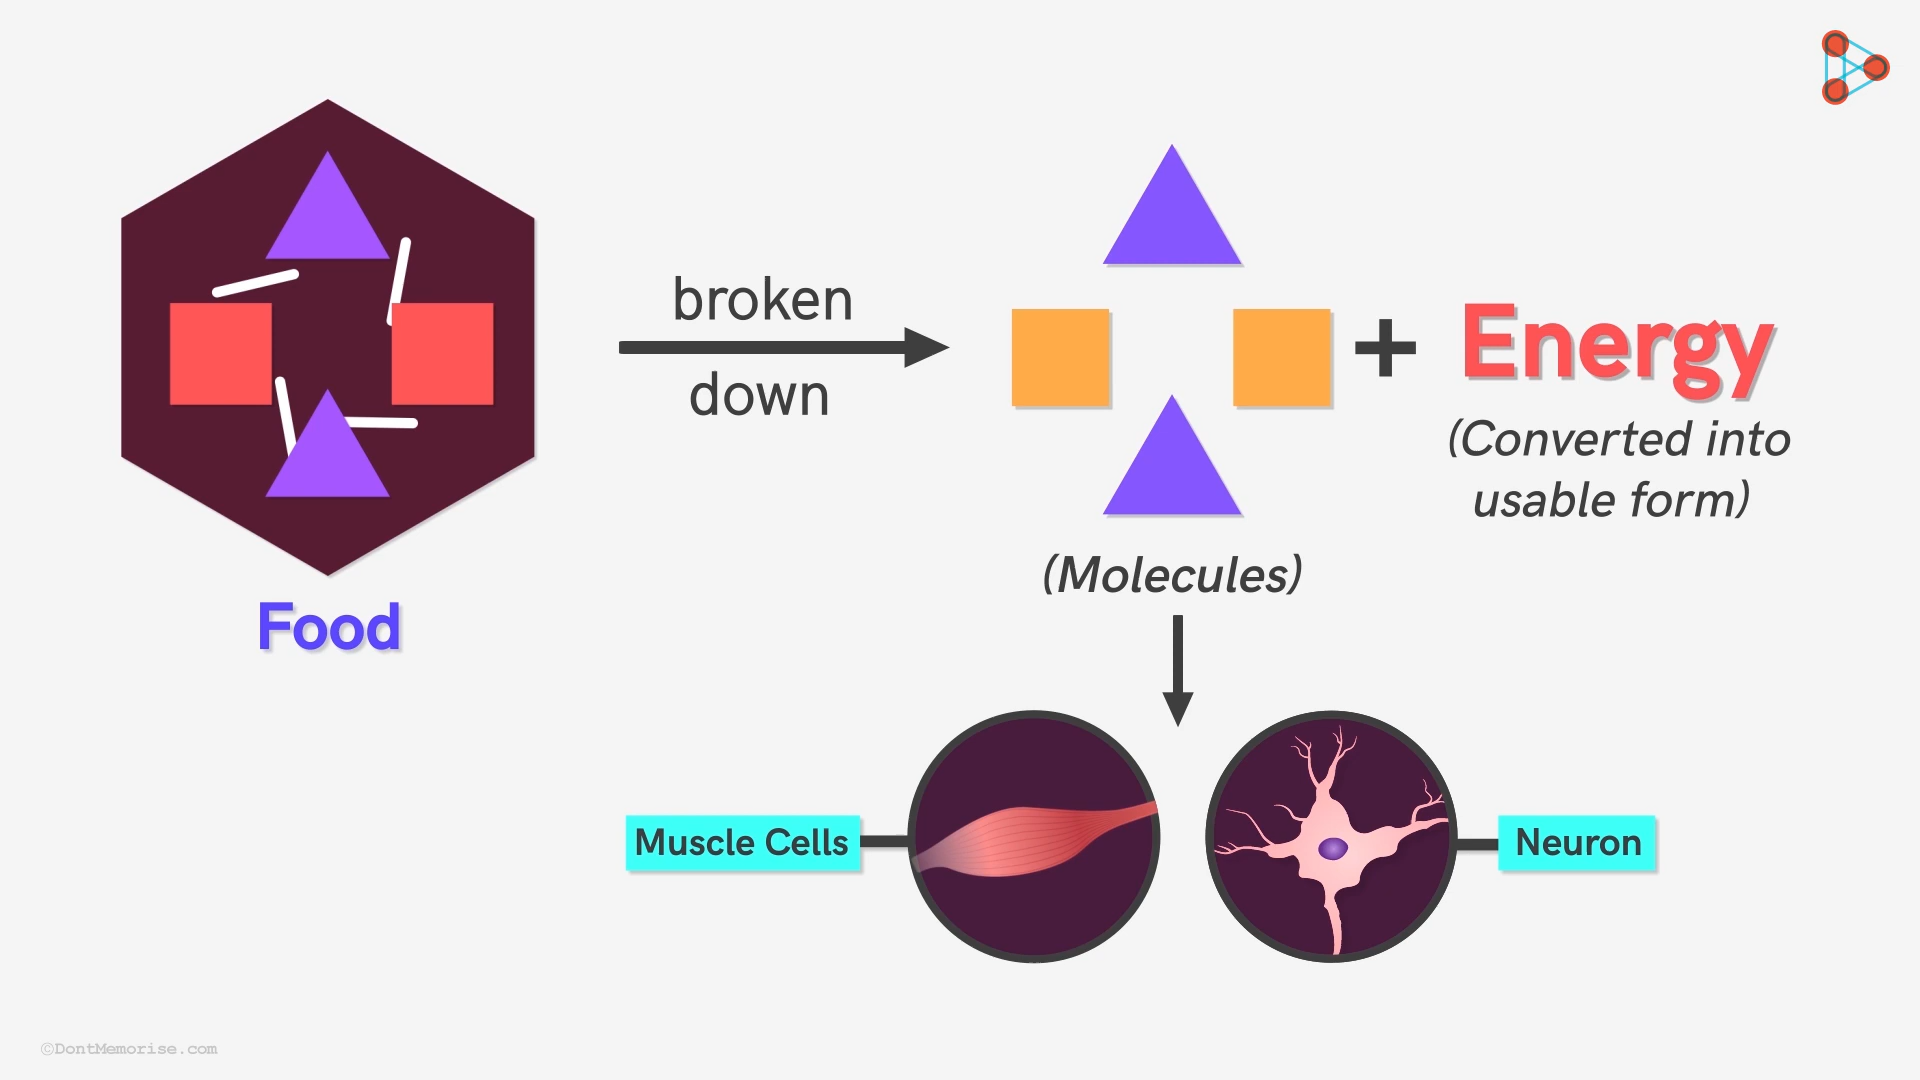 broken
down
Energy
(Converted into
usable form)
(Molecules)
Food
Muscle Cells
Neuron
©DontMemorise.com